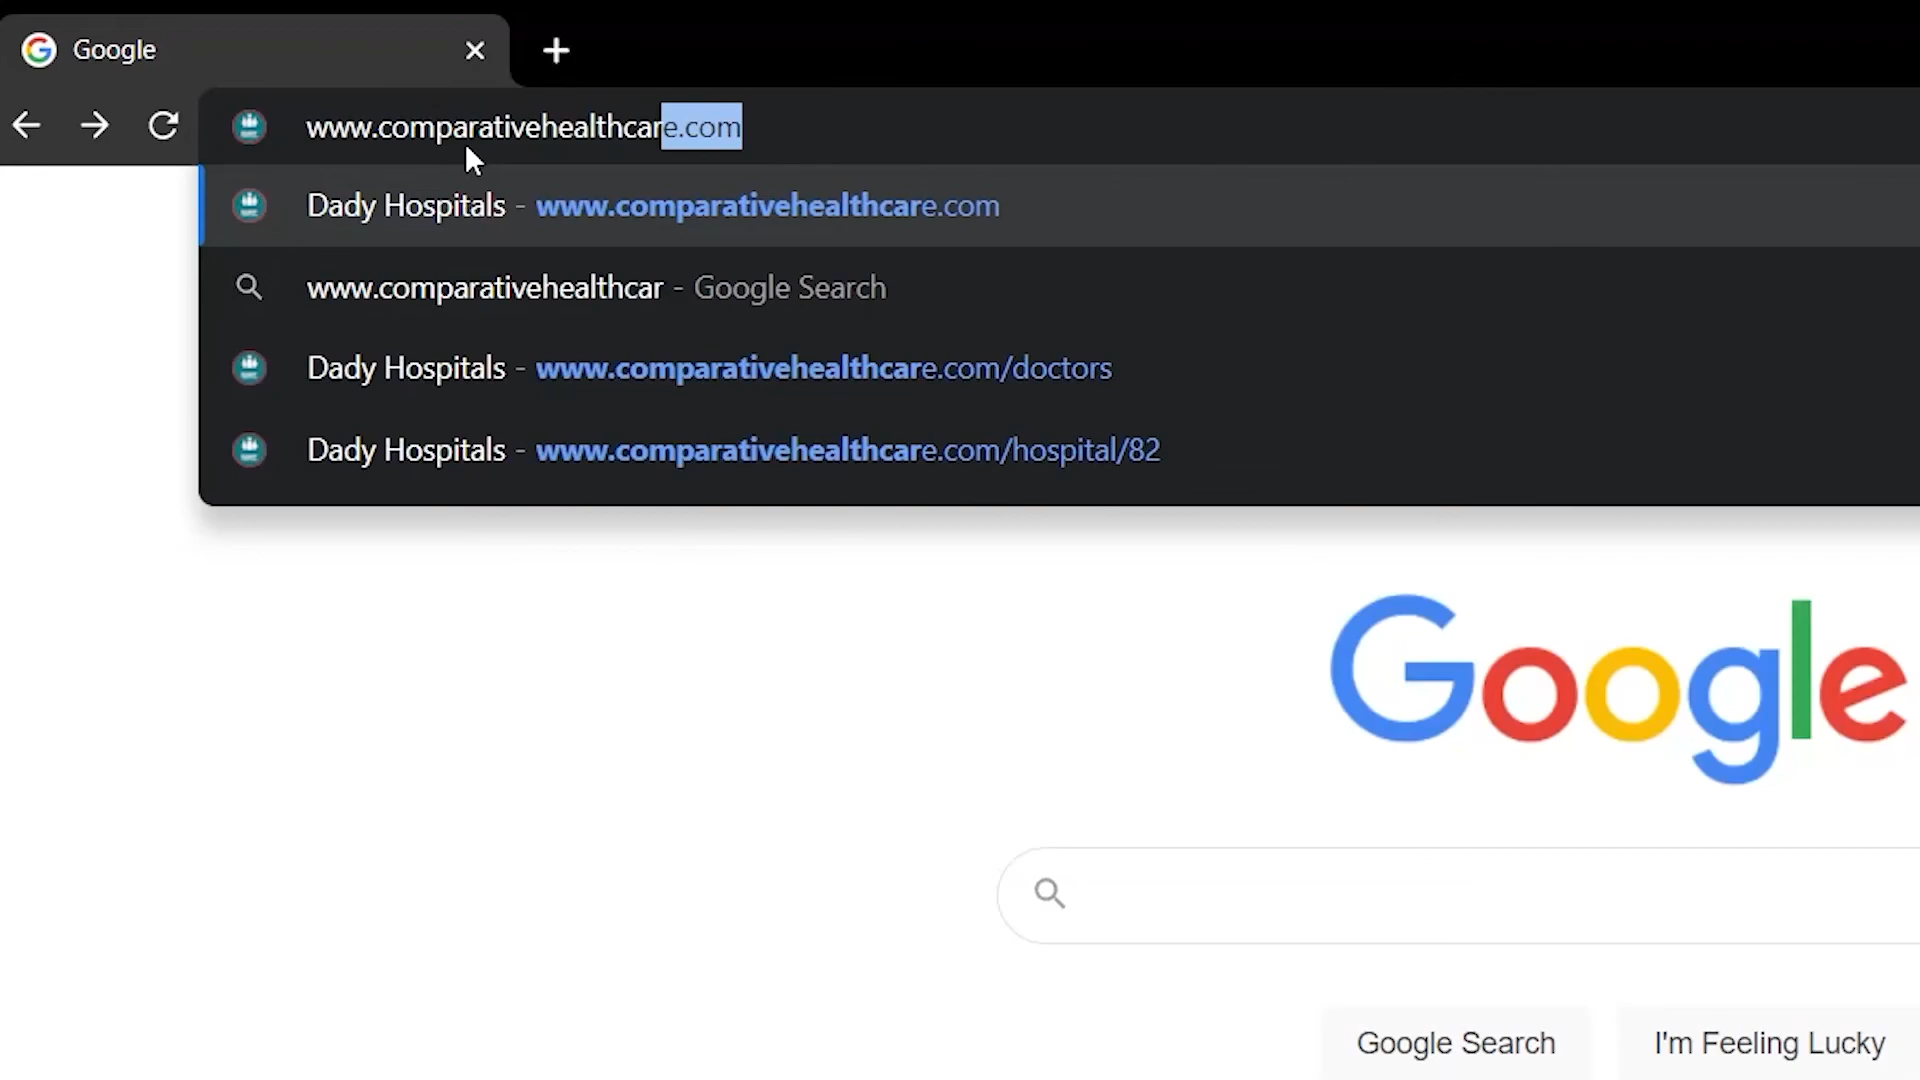 Google
www.comparativehealthcare.com
Dady Hospitals - www.comparativehealthcare.com
www.comparativehealthcar - Google Search
Dady Hospitals - www.comparativehealthcare.com/doctors
Dady Hospitals - www.comparativehealthcare.com/hospital/82
Google
Google Search
I'm Feeling Lucky